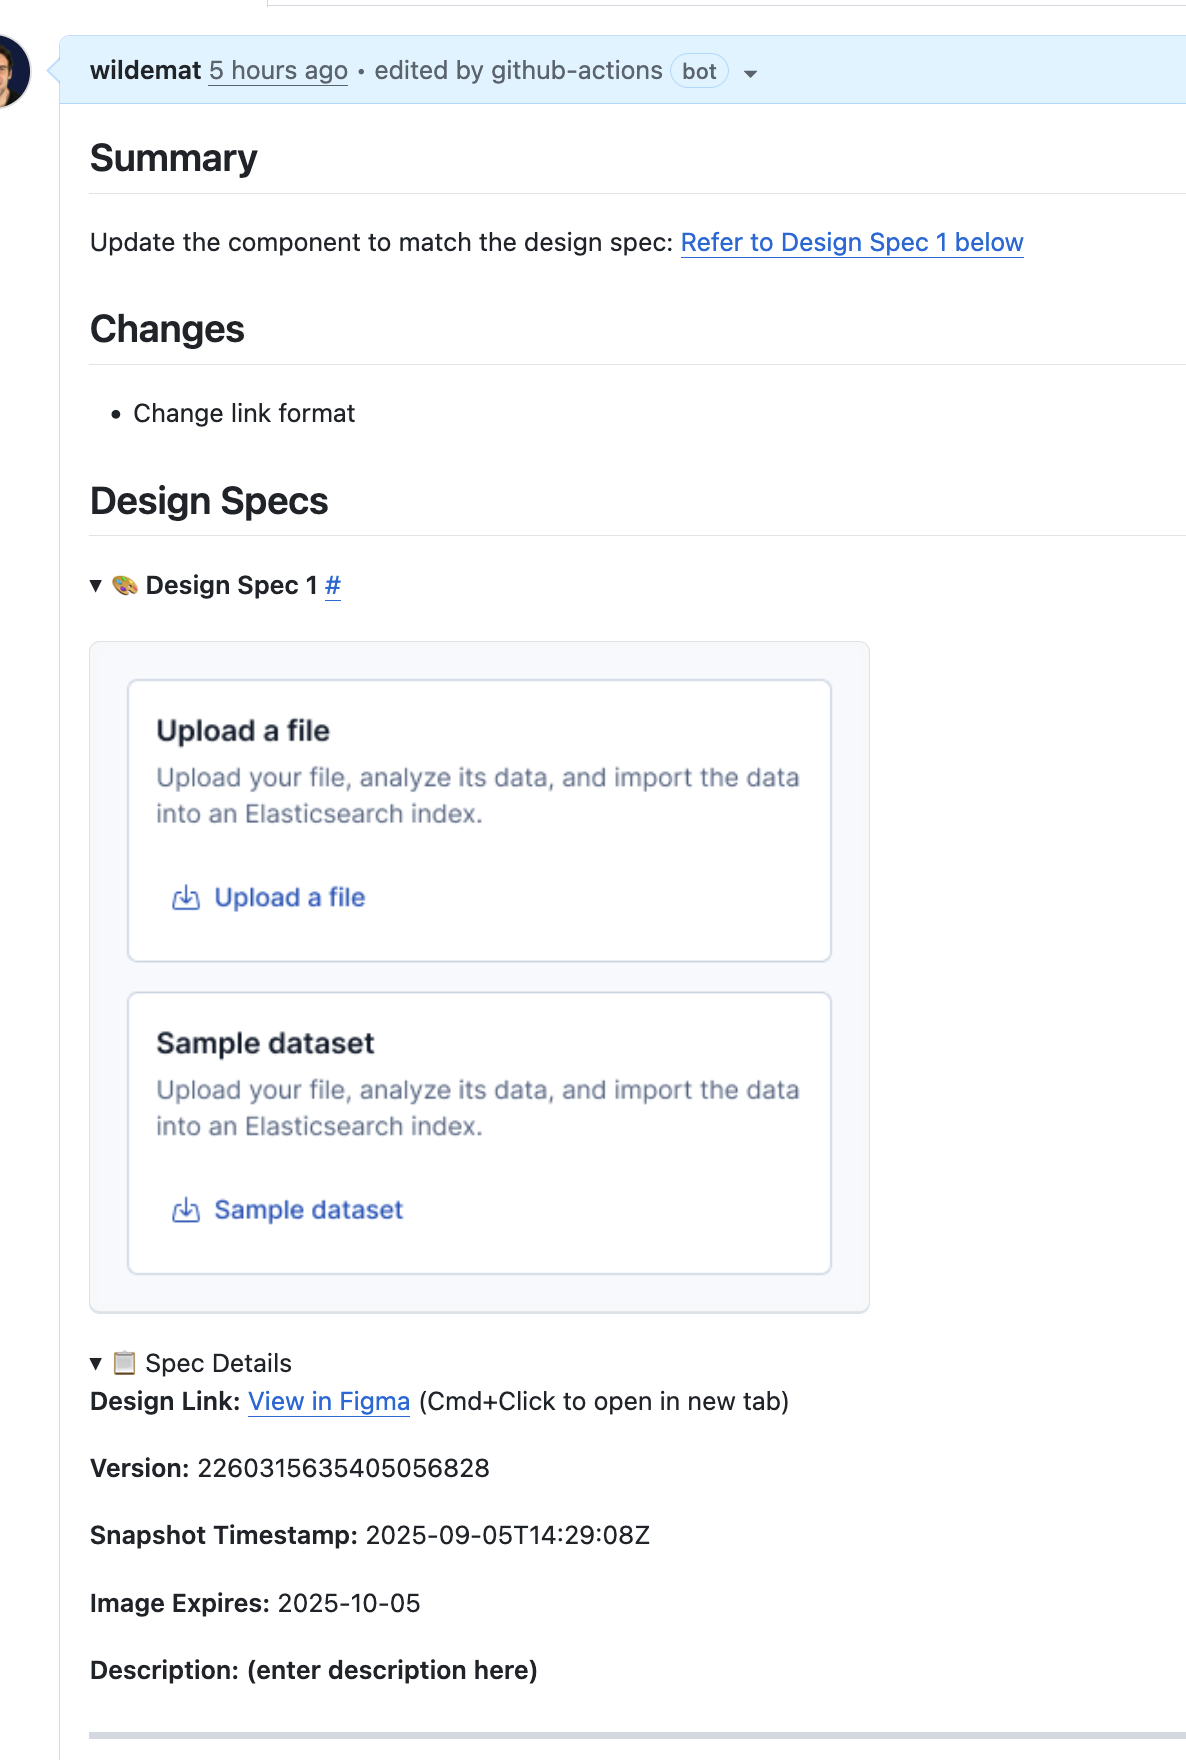 wildemat 5 hours ago • edited by github-actions bot
Summary
Update the component to match the design spec: Refer to Design Spec 1 below
Changes
• Change link format
Design Specs
▼ 🎨 Design Spec 1 #
Upload a file
Upload your file, analyze its data, and import the data
into an Elasticsearch index.
Upload a file
Sample dataset
Upload your file, analyze its data, and import the data
into an Elasticsearch index.
Sample dataset
▼ 📋 Spec Details
Design Link: View in Figma (Cmd+Click to open in new tab)
Version: 2260315635405056828
Snapshot Timestamp: 2025-09-05T14:29:08Z
Image Expires: 2025-10-05
Description: (enter description here)